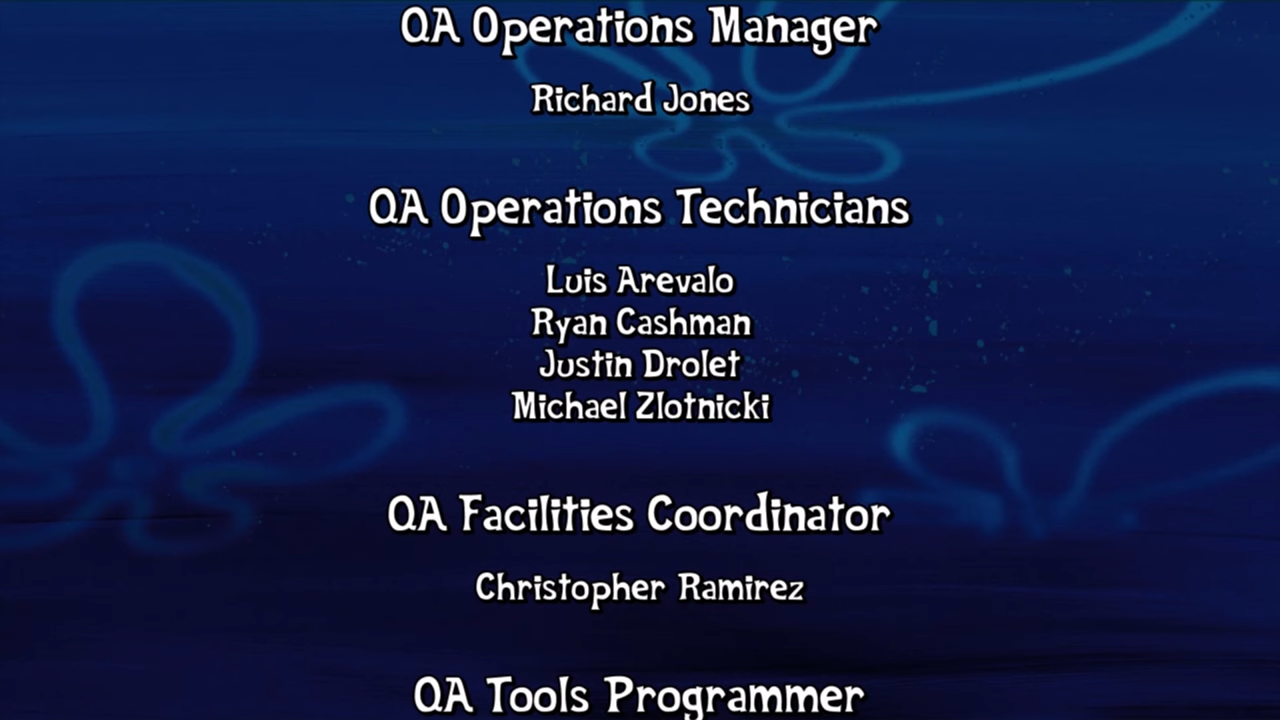 QA Operations Manager
Richard Jones
QA Operations Technicians
Luis Arevalo
Ryan Cashman
Justin Drolet
Michael Zlotnicki
QA Facilities Coordinator
Christopher Ramirez
QA Tools Programmer